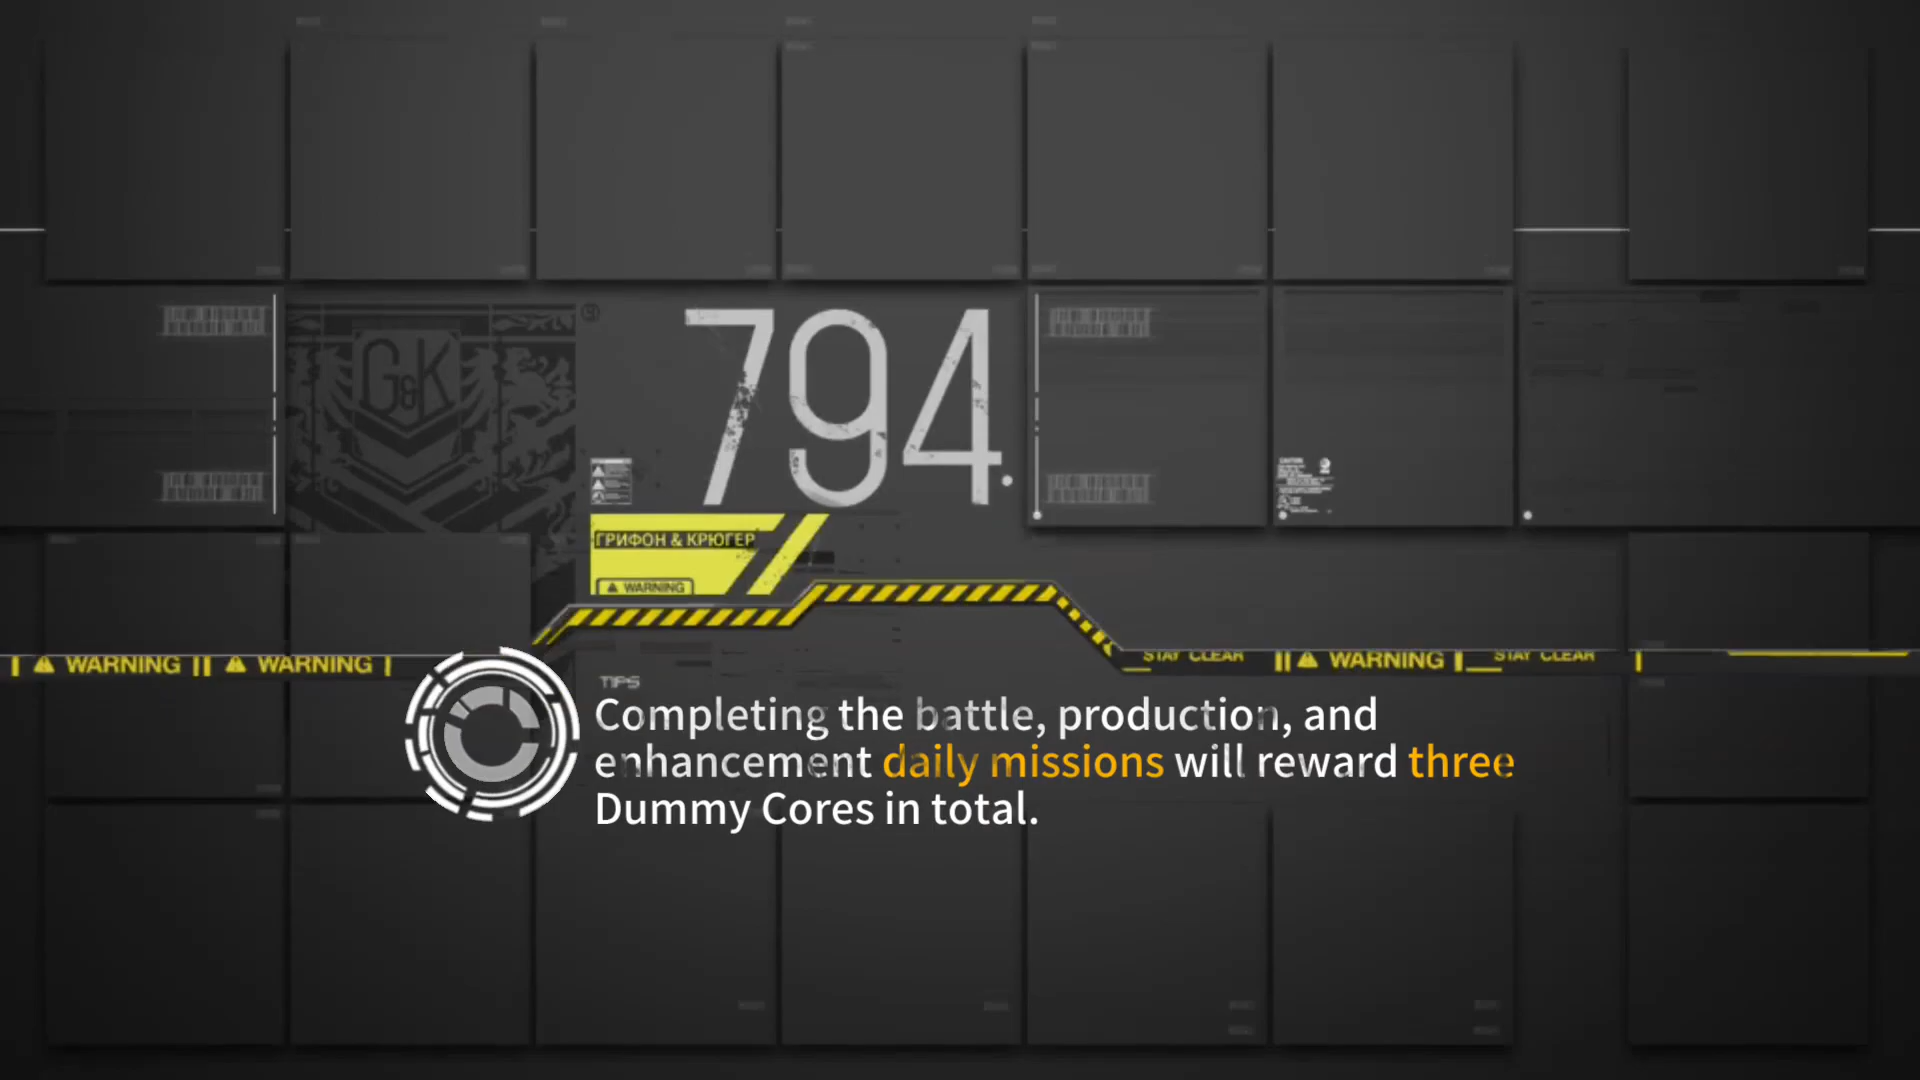 G&K
794.
ГРИФОН & КРЮГЕР
WARNING
WARNING
WARNING
STAY CLEAR
WARNING
STAY CLEAR
TIPS
Completing the battle, production, and
enhancement daily missions will reward three
Dummy Cores in total.